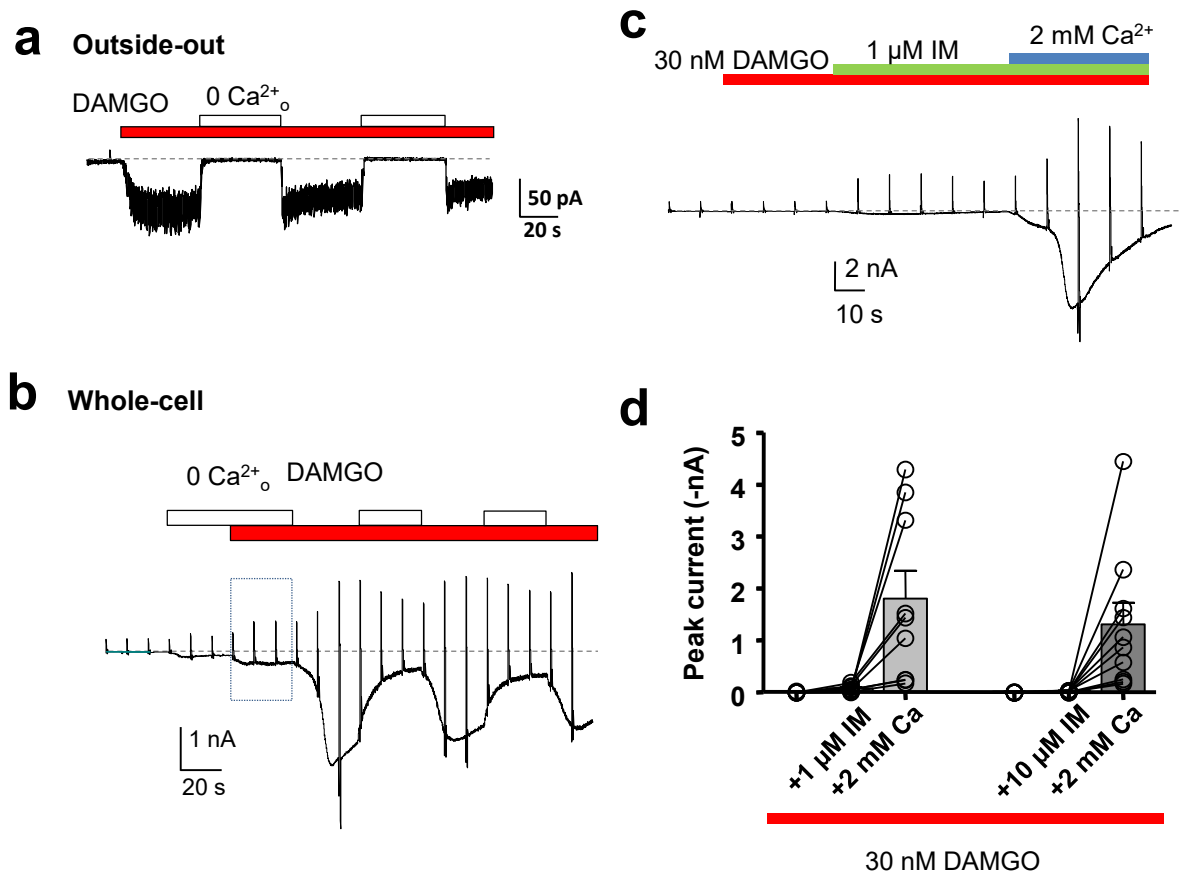 a Outside-out
DAMGO
0 Ca²⁺ₒ
50 pA
20 s
b Whole-cell
0 Ca²⁺ₒ DAMGO
1 nA
20 s
c
2 mM Ca²⁺
30 nM DAMGO 1 µM IM
2 nA
10 s
d
Peak current (-nA)
5
4
3
2
1
0
+1 µM IM
+2 mM Ca
+10 µM IM
+2 mM Ca
30 nM DAMGO